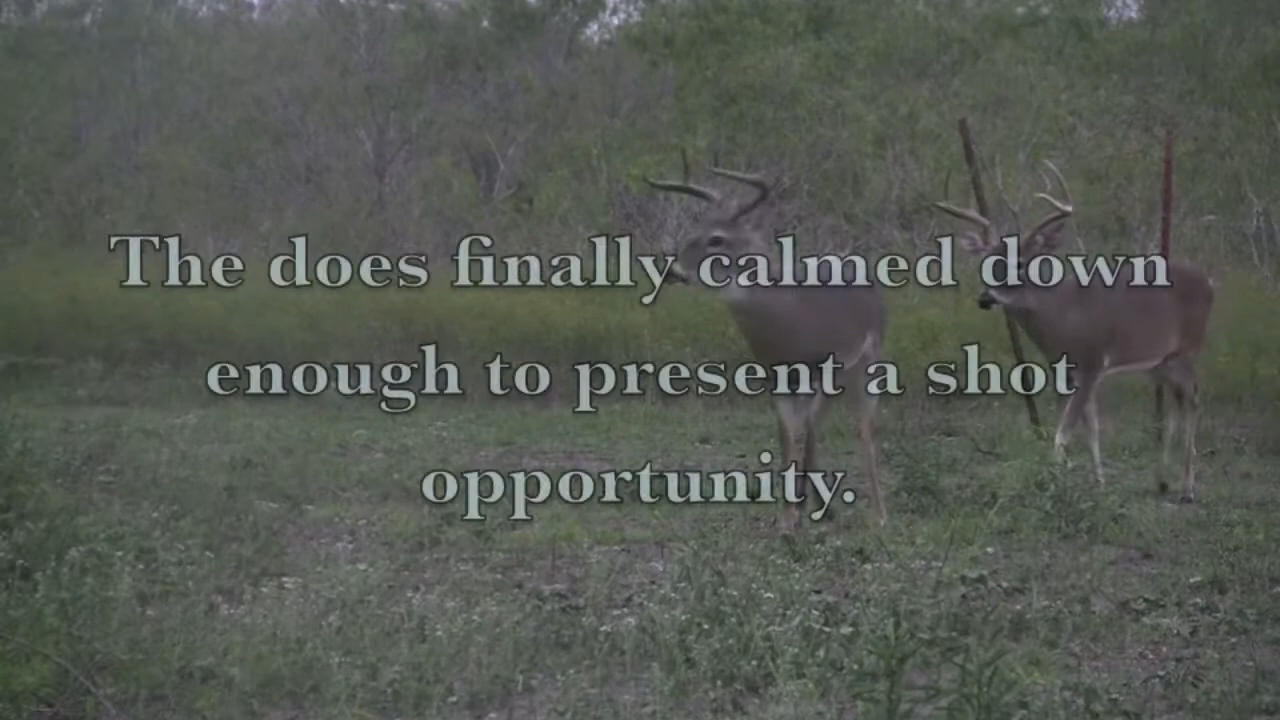 The does finally calmed down
enough to present a shot
opportunity.